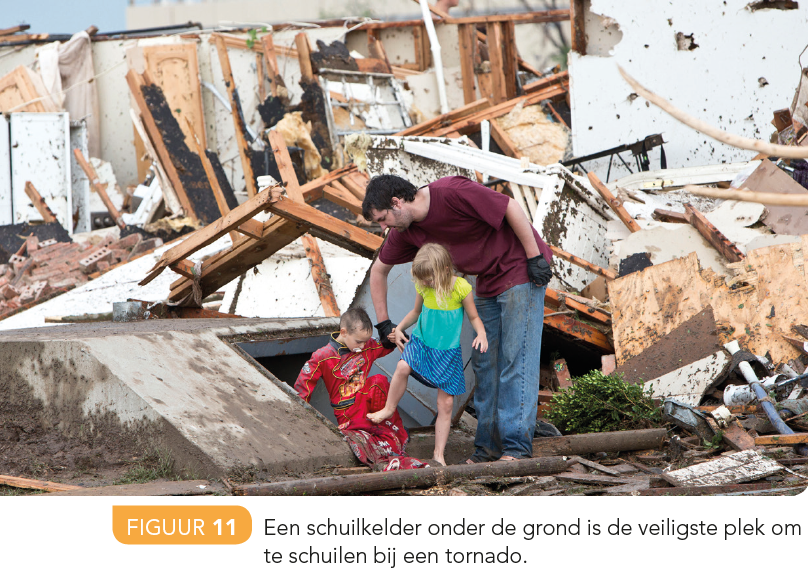 FIGUUR 11 Een schuilkelder onder de grond is de veiligste plek om
te schuilen bij een tornado.